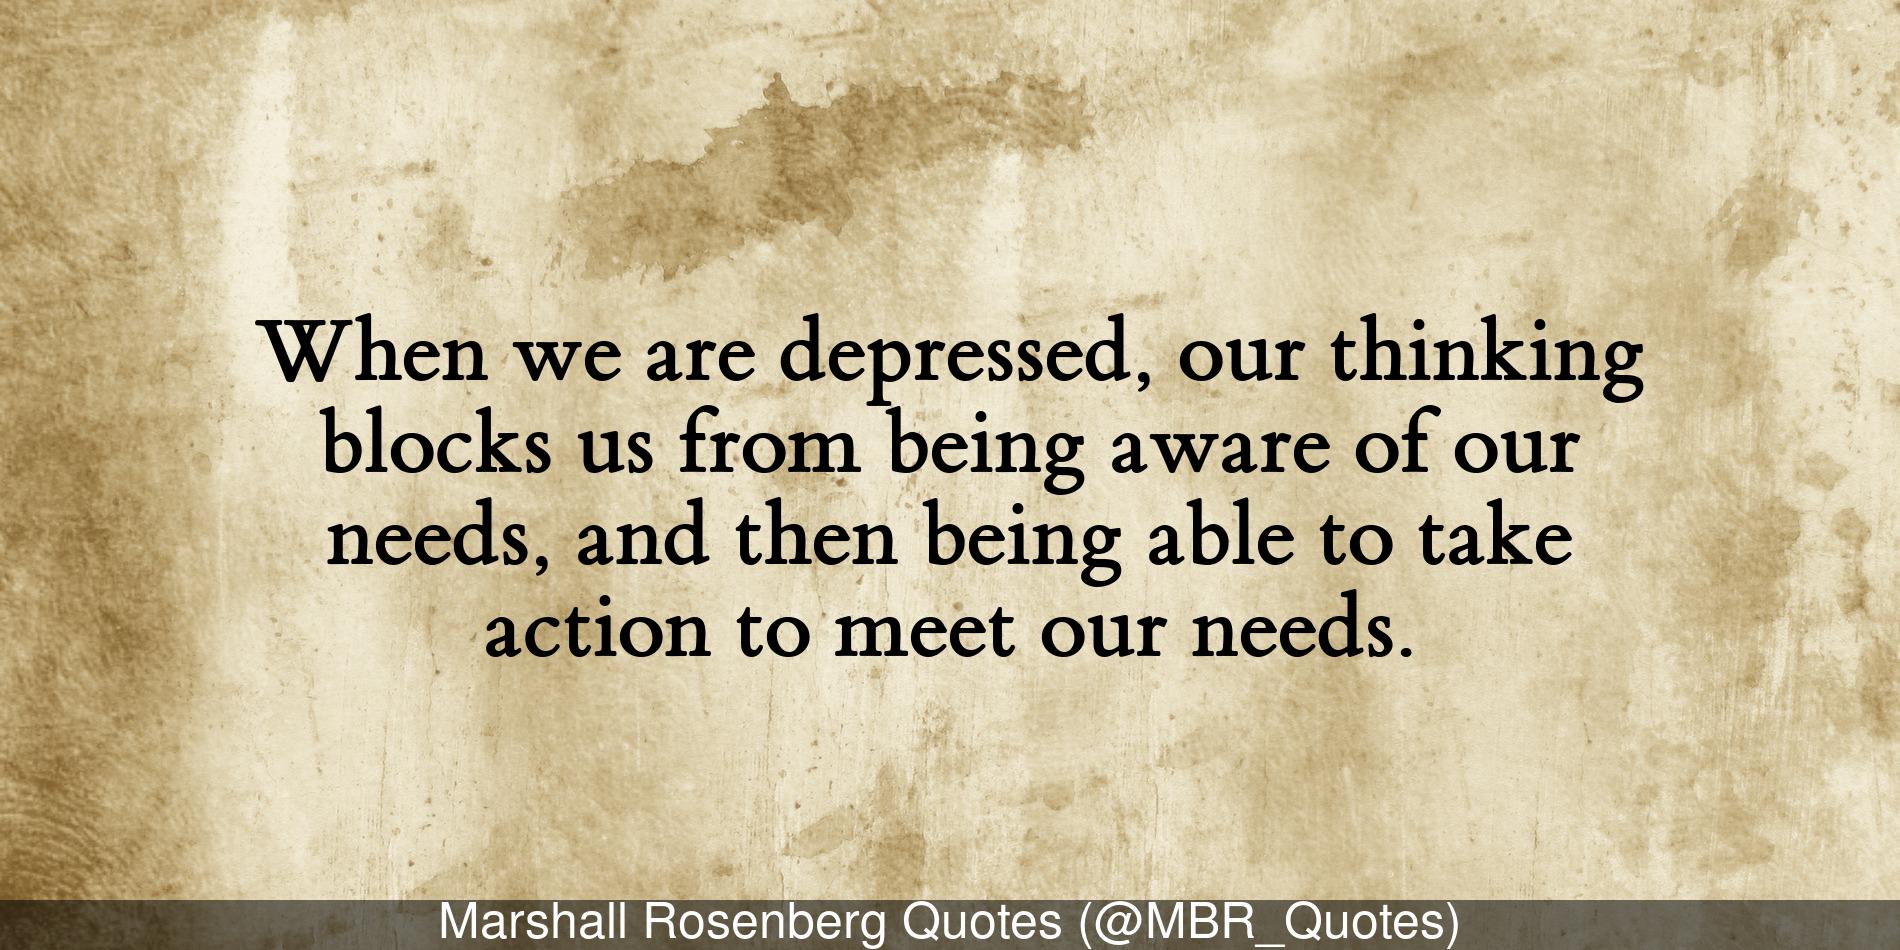 When we are depressed, our thinking
blocks us from being aware of our
needs, and then being able to take
action to meet our needs.
Marshall Rosenberg Quotes (@MBR_Quotes)